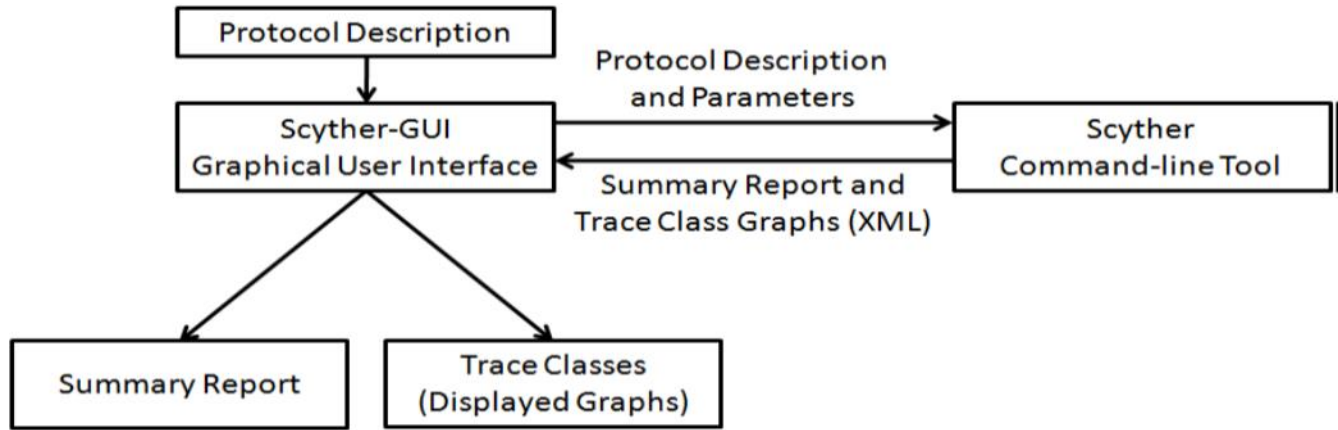 Protocol Description
Protocol Description
and Parameters
Scyther-GUI
Graphical User Interface
Scyther
Command-line Tool
Summary Report and
Trace Class Graphs (XML)
Summary Report
Trace Classes
(Displayed Graphs)